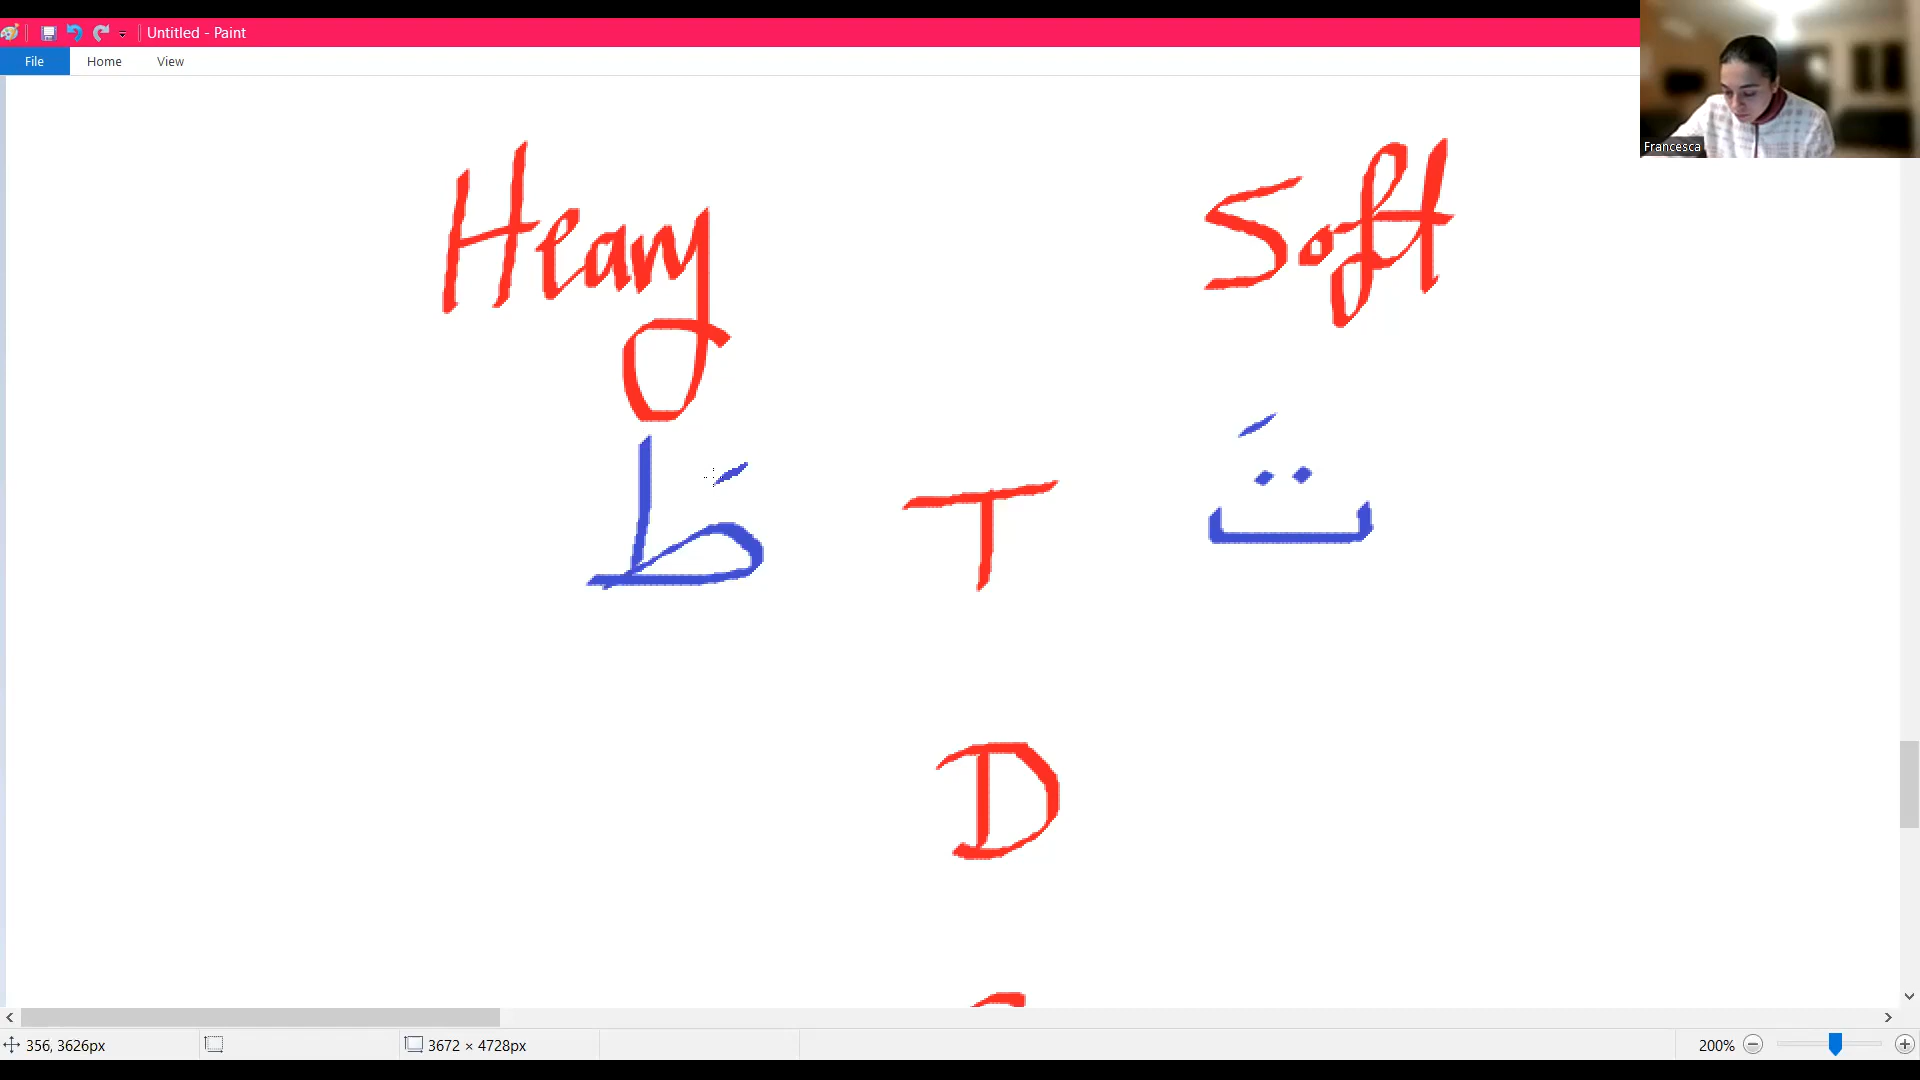 Untitled - Paint
File Home View
Francesca
Heavy Soft
طَ T تَ
D
356, 3626px
3672 × 4728px
200%